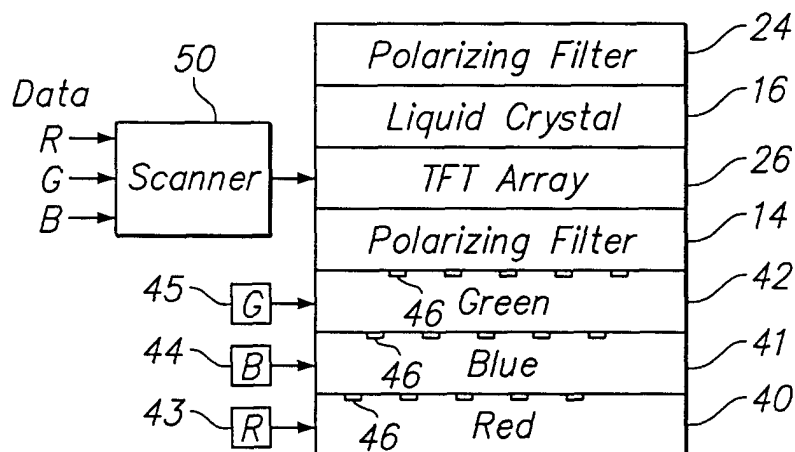 50
Data
R
G
B
Scanner
Polarizing Filter
24
Liquid Crystal
16
TFT Array
26
Polarizing Filter
14
45
G
46
Green
42
44
B
46
Blue
41
43
R
46
Red
40